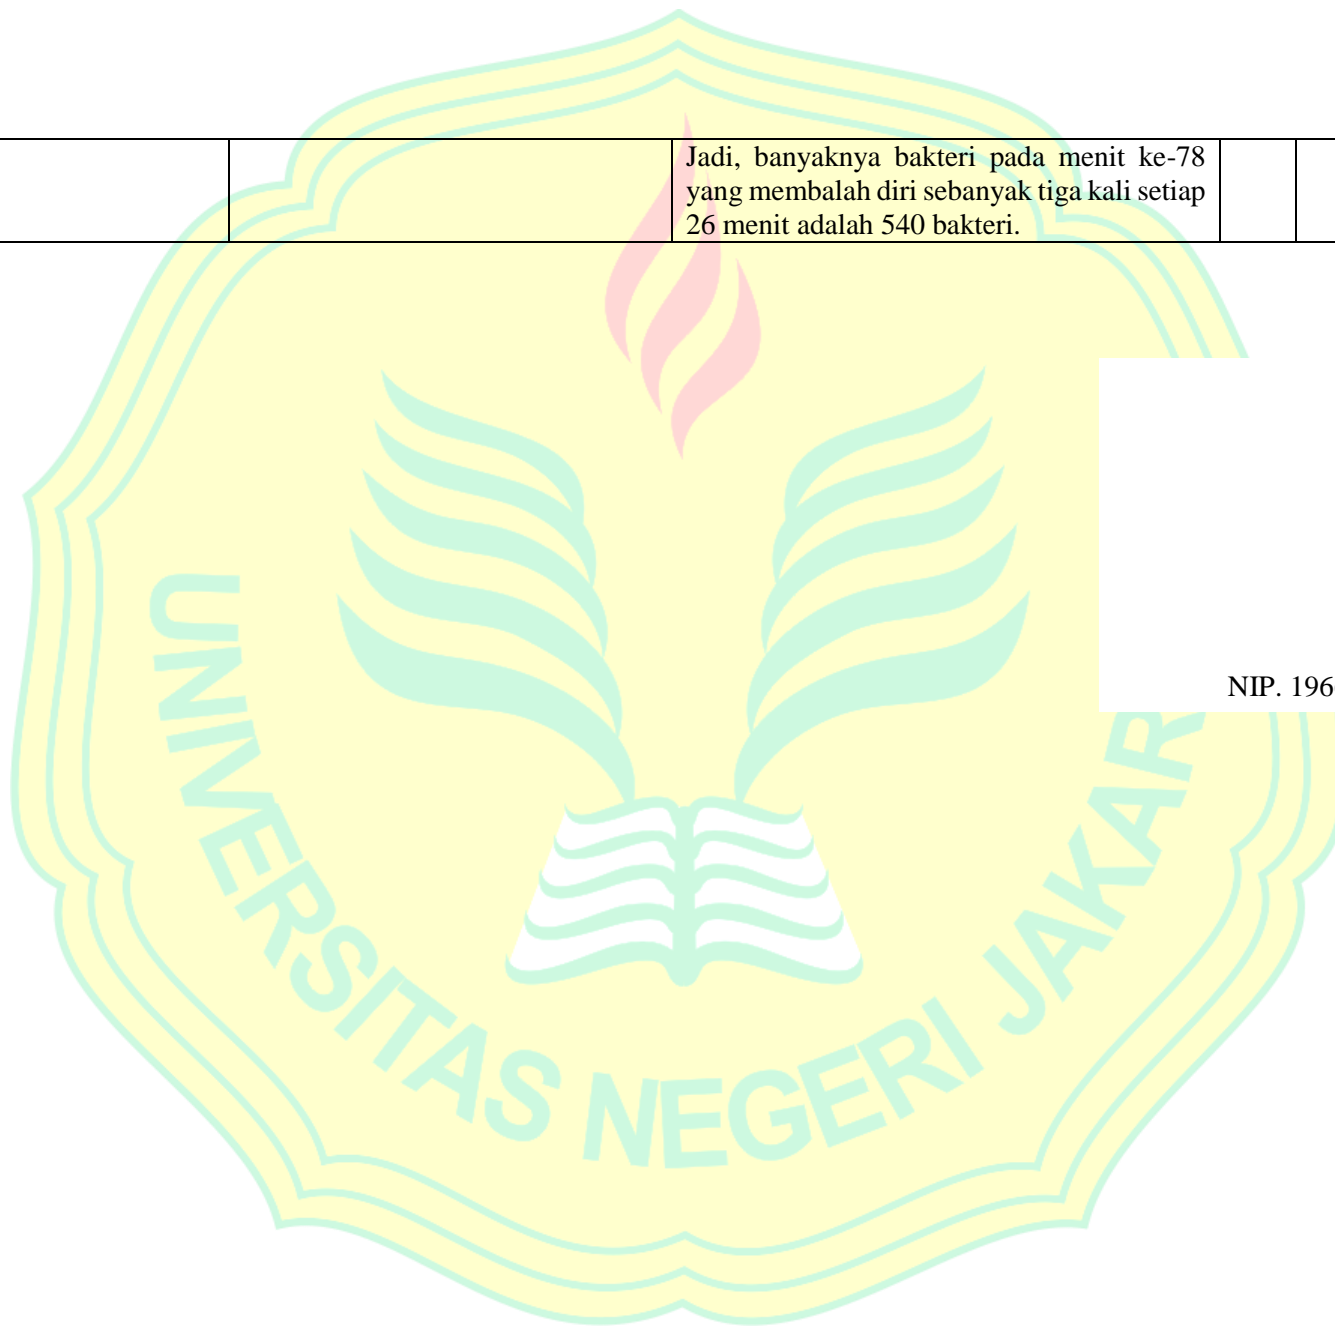 Jadi, banyaknya bakteri pada menit ke-78
yang membalah diri sebanyak tiga kali setiap
26 menit adalah 540 bakteri.
NIP. 196
UNIVERSITAS NEGERI JAKAR